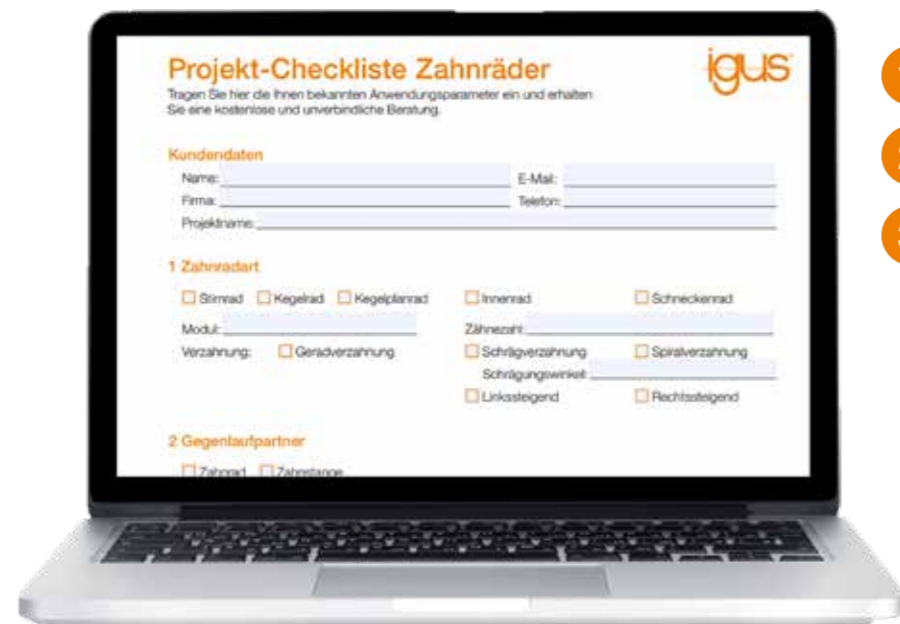 Projekt-Checkliste Zahnräder
igus
Tragen Sie hier die Ihnen bekannten Anwendungsparameter ein und erhalten
Sie eine kostenlose und unverbindliche Beratung.
Kundendaten
Name: E-Mail:
Firma: Telefon:
Projektname:
1 Zahnradart
Stirnrad Kegelrad Kegelplanrad Innenrad Schneckenrad
Modul: Zähnezahl:
Verzahnung: Geradverzahnung Schrägverzahnung Spiralverzahnung
Schrägungswinkel:
Linkssteigend Rechtssteigend
2 Gegenlaufpartner
Zahnrad Zahnstange